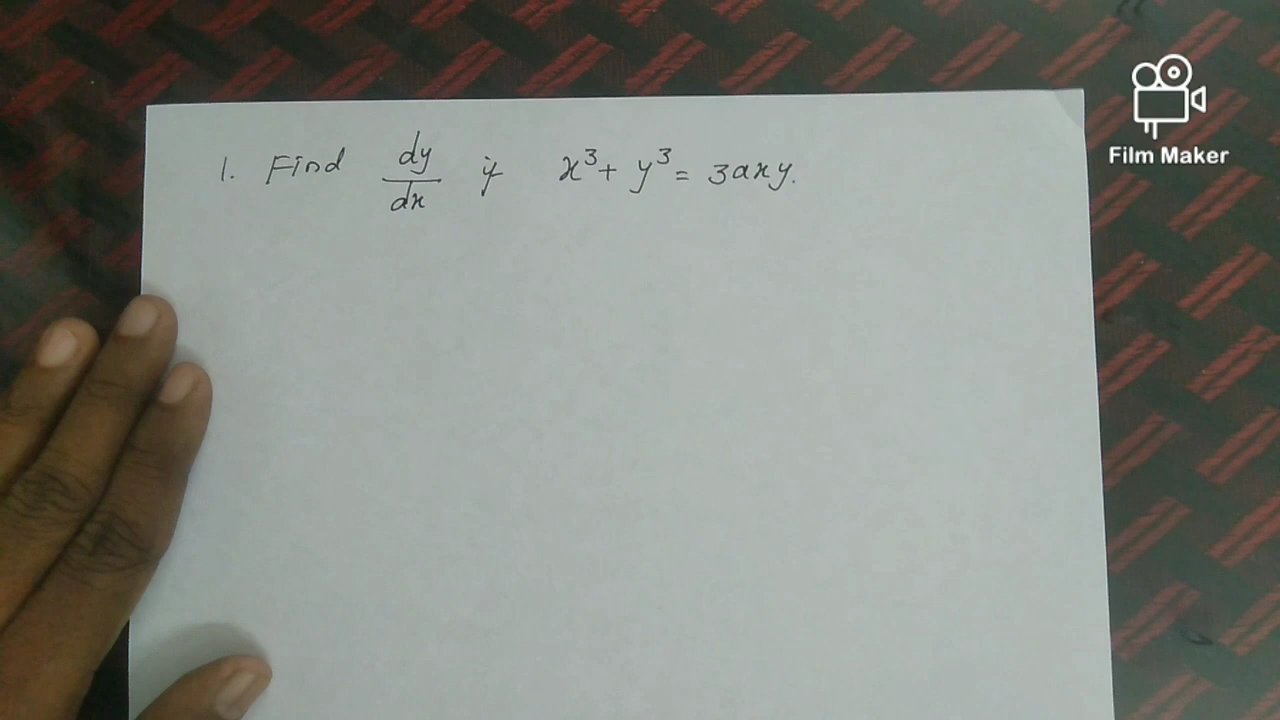 1. Find dy/dx if x³ + y³ = 3axy.
Film Maker